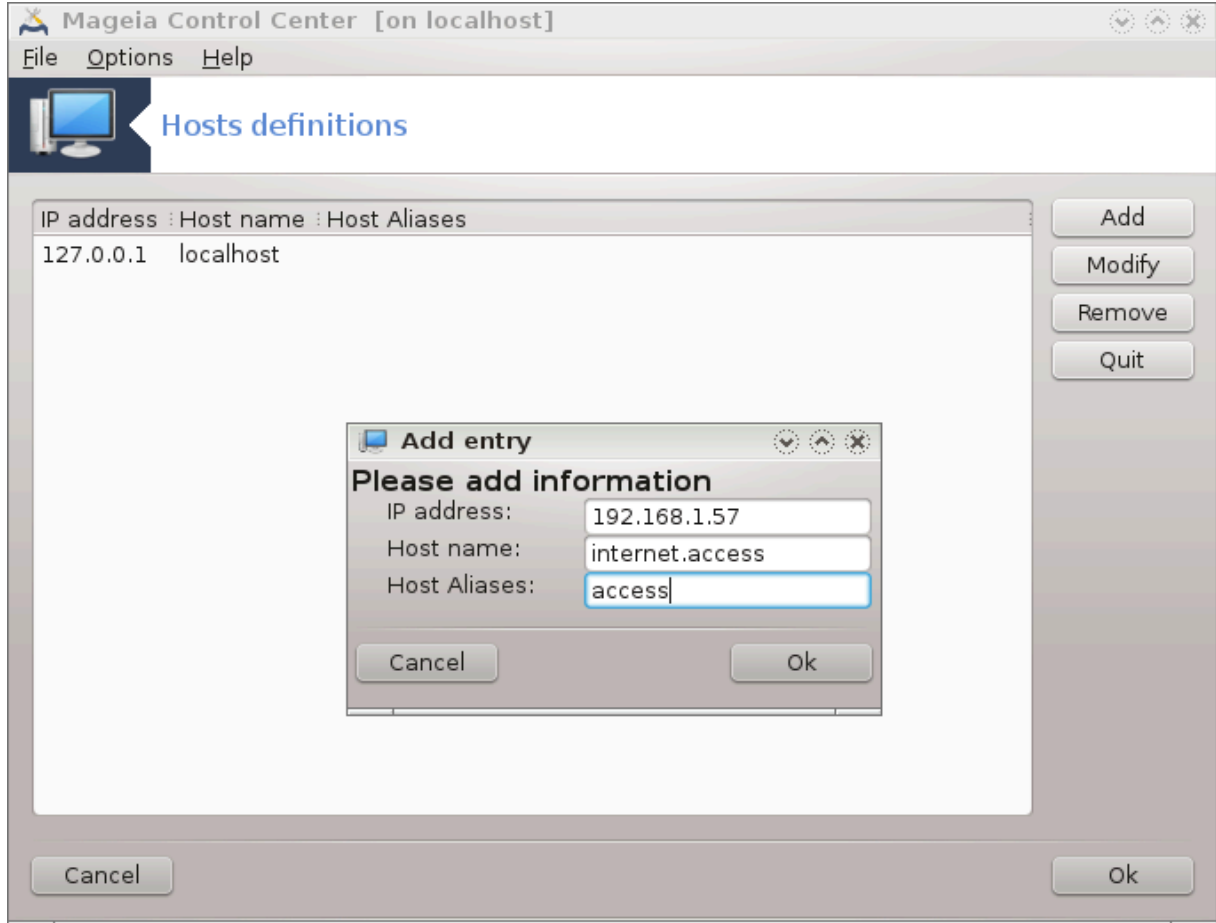 Mageia Control Center [on localhost]
File Options Help
Hosts definitions
IP address Host name Host Aliases
127.0.0.1 localhost
Add
Modify
Remove
Quit
Add entry
Please add information
IP address: 192.168.1.57
Host name: internet.access
Host Aliases: access
Cancel Ok
Cancel Ok